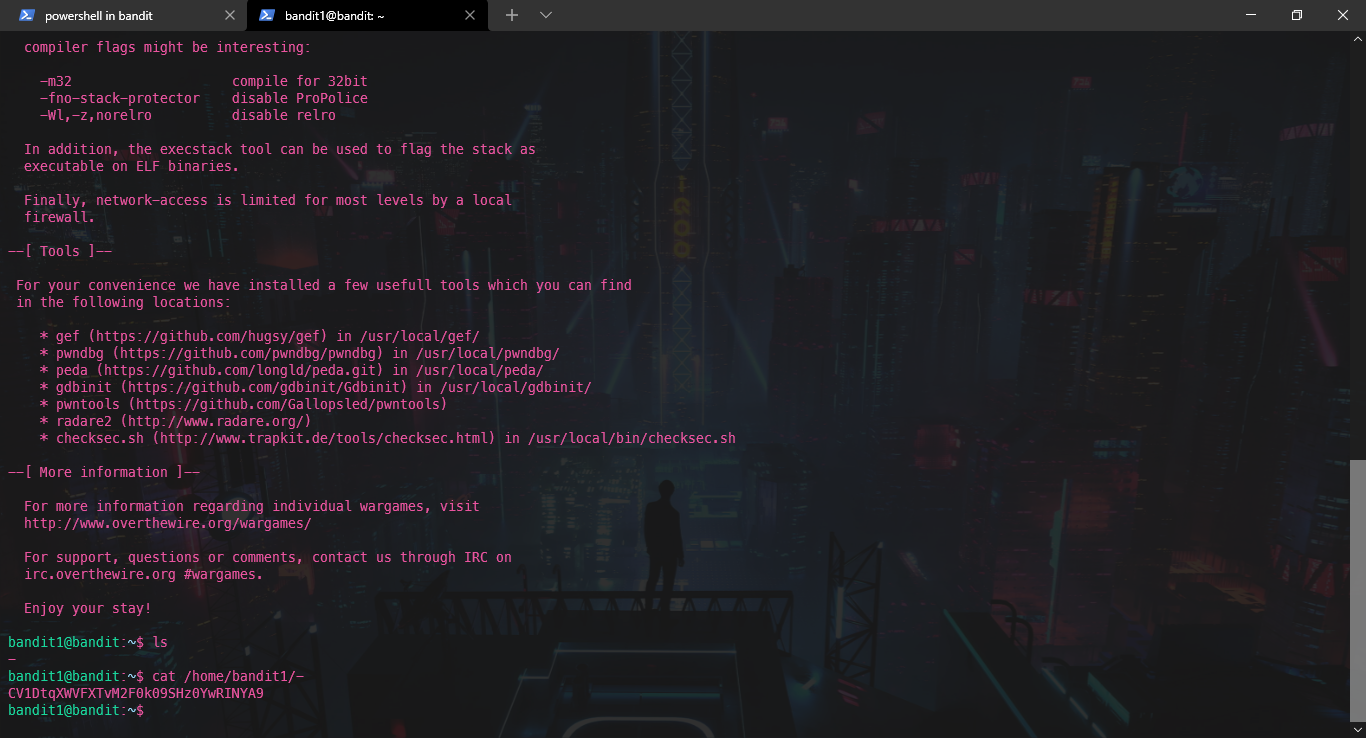 powershell in bandit
bandit1@bandit: ~
compiler flags might be interesting:
-m32 compile for 32bit
-fno-stack-protector disable ProPolice
-Wl,-z,norelro disable relro
In addition, the execstack tool can be used to flag the stack as
executable on ELF binaries.
Finally, network-access is limited for most levels by a local
firewall.
--[ Tools ]--
For your convenience we have installed a few usefull tools which you can find
in the following locations:
* gef (https://github.com/hugsy/gef) in /usr/local/gef/
* pwndbg (https://github.com/pwndbg/pwndbg) in /usr/local/pwndbg/
* peda (https://github.com/longld/peda.git) in /usr/local/peda/
* gdbinit (https://github.com/gdbinit/Gdbinit) in /usr/local/gdbinit/
* pwntools (https://github.com/Gallopsled/pwntools)
* radare2 (http://www.radare.org/)
* checksec.sh (http://www.trapkit.de/tools/checksec.html) in /usr/local/bin/checksec.sh
--[ More information ]--
For more information regarding individual wargames, visit
http://www.overthewire.org/wargames/
For support, questions or comments, contact us through IRC on
irc.overthewire.org #wargames.
Enjoy your stay!
bandit1@bandit:~$ ls
-
bandit1@bandit:~$ cat /home/bandit1/-
CV1DtqXWVFXTvM2F0k09SHz0YwRINYA9
bandit1@bandit:~$